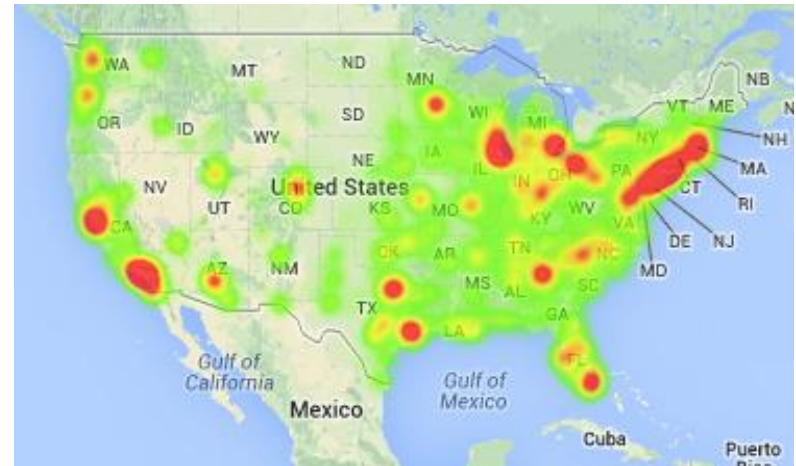 WA
MT
ND
MN
NB
VT
ME
N
OR
ID
SD
WI
MI
NY
NH
WY
IA
MA
NE
IL
IN
OH
PA
CT
RI
NV
UT
United States
CO
KS
MO
KY
WV
VA
NJ
DE
MD
CA
OK
AR
TN
NC
AZ
NM
MS
AL
SC
TX
LA
GA
FL
Gulf of
California
Gulf of
Mexico
Mexico
Cuba
Puerto
Rico